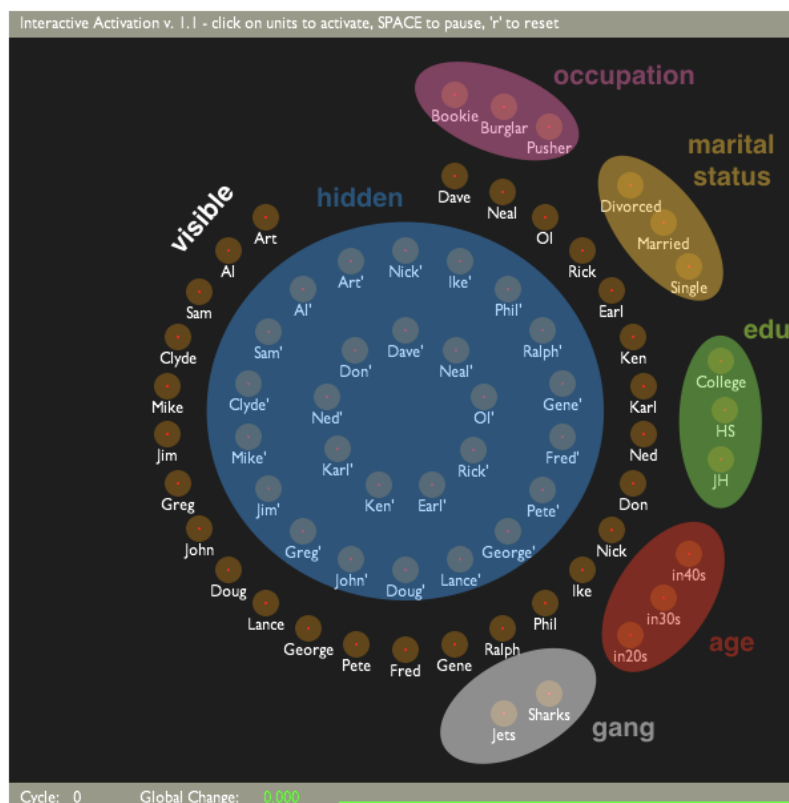 Interactive Activation v. 1.1 - click on units to activate, SPACE to pause, 'r' to reset
occupation
Bookie
Burglar
Pusher
marital
status
Divorced
Married
Single
visible
hidden
Dave
Neal
Ol
Rick
Earl
Ken
Karl
Ned
Don
Nick
Ike
Phil
Ralph
Gene
Fred
Pete
George
Lance
Doug
John
Greg
Jim
Mike
Clyde
Sam
Al
Art
Nick'
Ike'
Phil'
Ralph'
Gene'
Fred'
Pete'
George'
Lance'
Doug'
John'
Greg'
Jim'
Mike'
Clyde'
Sam'
Al'
Art'
Dave'
Neal'
Ol'
Rick'
Earl'
Ken'
Karl'
Ned'
Don'
edu
College
HS
JH
in40s
in30s
in20s
age
Sharks
Jets
gang
Cycle: 0 Global Change: 0.000